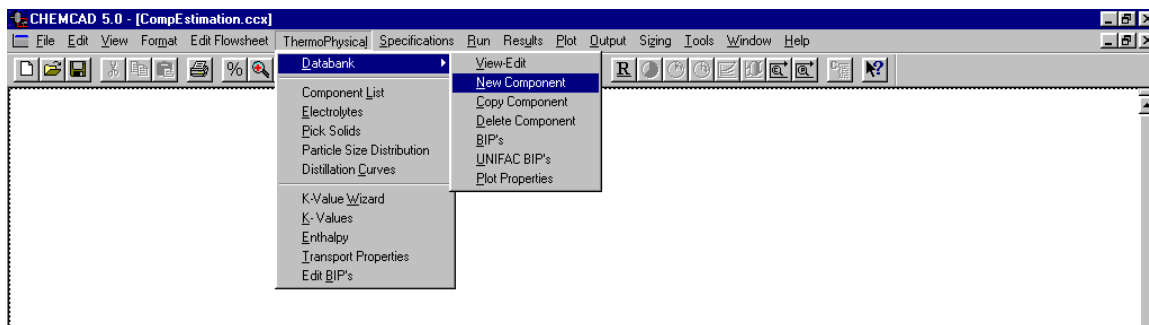 CHEMCAD 5.0 - [CompEstimation.ccx]
File Edit View Format Edit Flowsheet ThermoPhysical Specifications Run Results Plot Output Sizing Tools Window Help
% R
Databank
Component List
Electrolytes
Pick Solids
Particle Size Distribution
Distillation Curves
K-Value Wizard
K- Values
Enthalpy
Transport Properties
Edit BIP's
View-Edit
New Component
Copy Component
Delete Component
BIP's
UNIFAC BIP's
Plot Properties